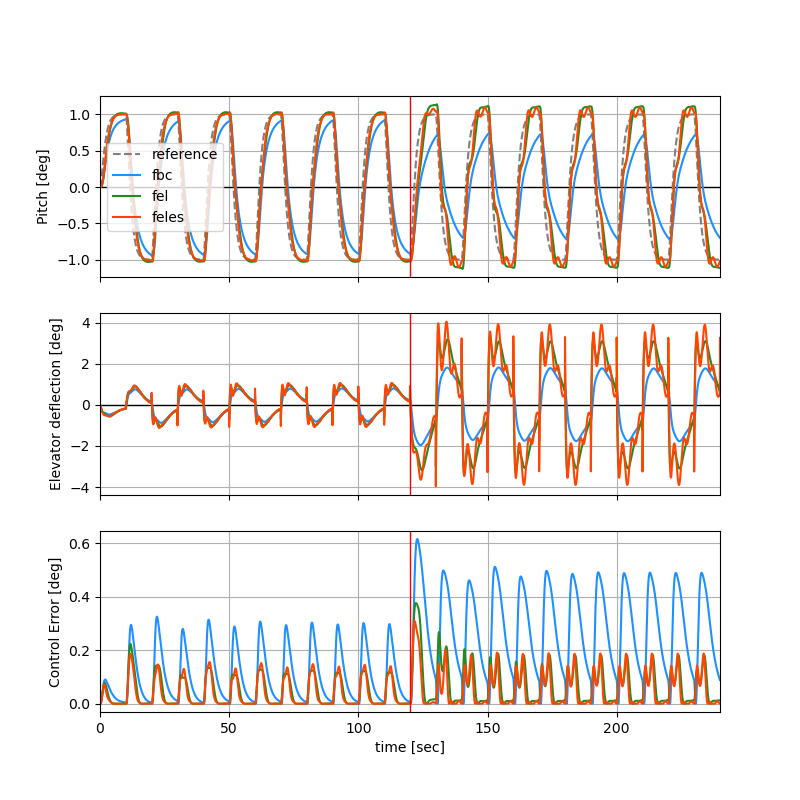 1.0
0.5
0.0
−0.5
−1.0
Pitch [deg]
reference
fbc
fel
feles
4
2
0
−2
−4
Elevator deflection [deg]
0.6
0.4
0.2
0.0
Control Error [deg]
0 50 100 150 200
time [sec]